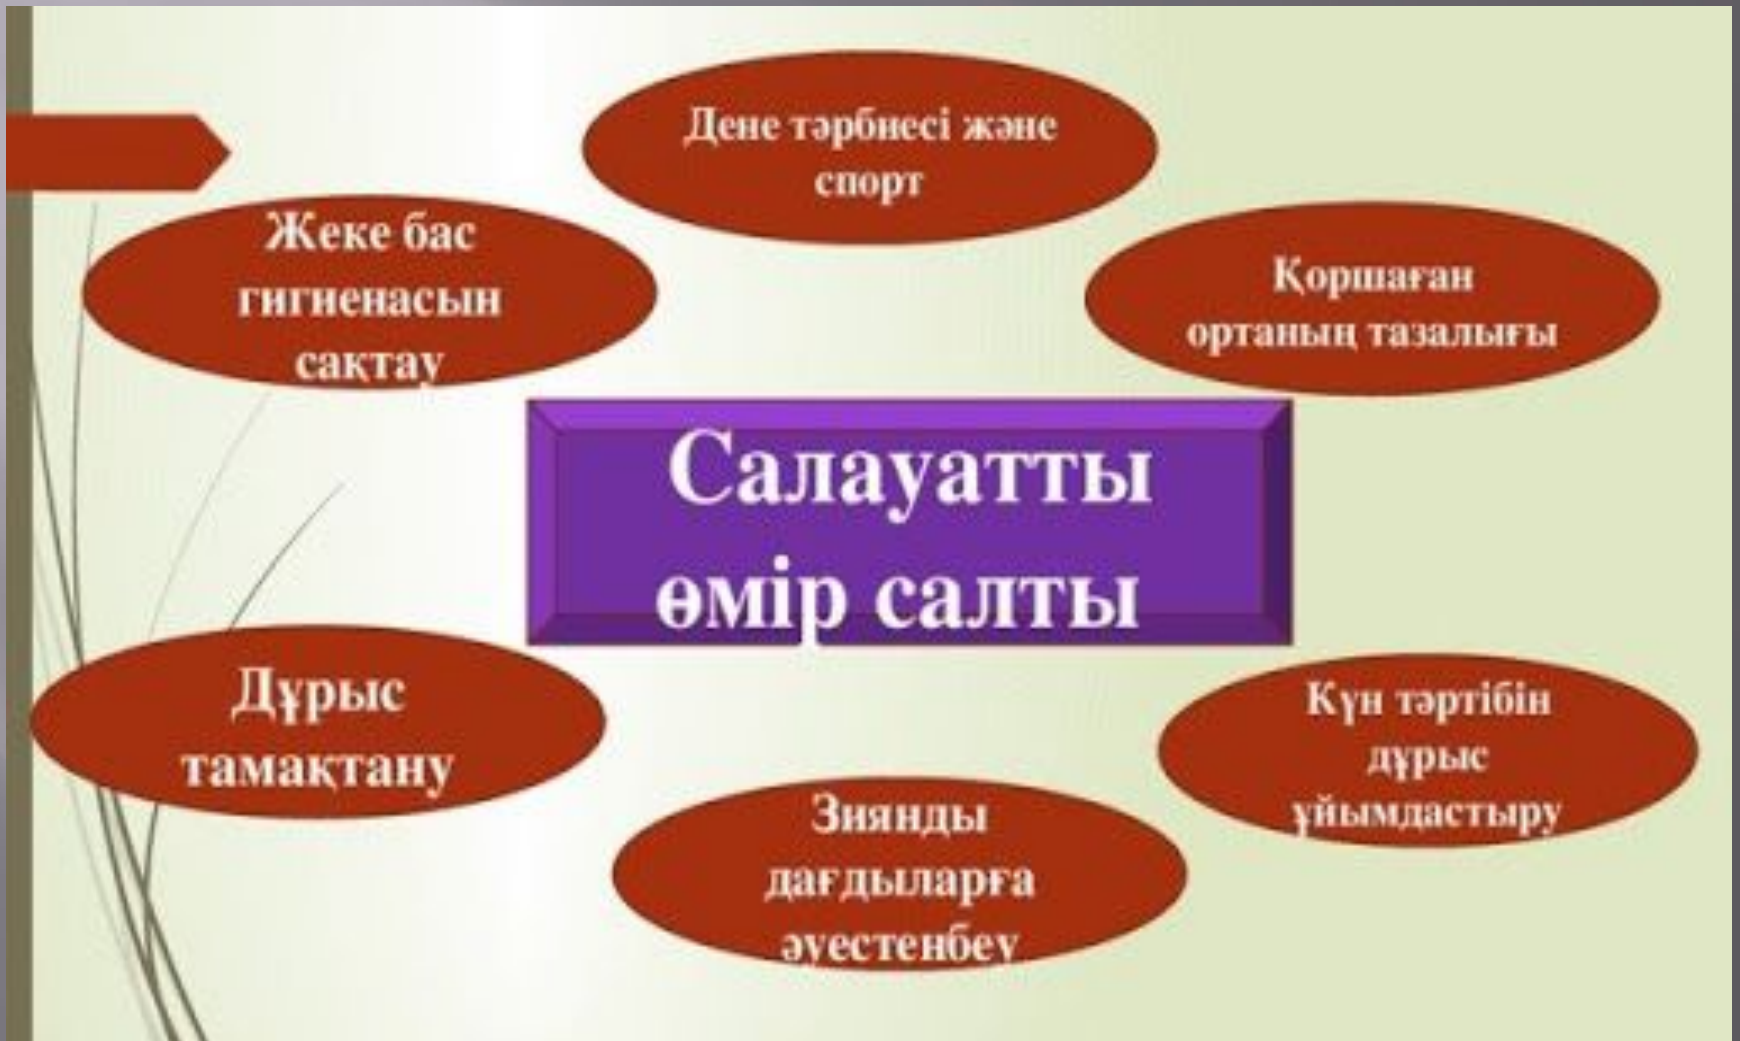 Дене тәрбиесі және
спорт
Жеке бас
гигиенасын
сақтау
Қоршаған
ортаның тазалығы
Салауатты
өмір салты
Дұрыс
тамақтану
Күн тәртібін
дұрыс
ұйымдастыру
Зиянды
дағдыларға
әуестенбеу